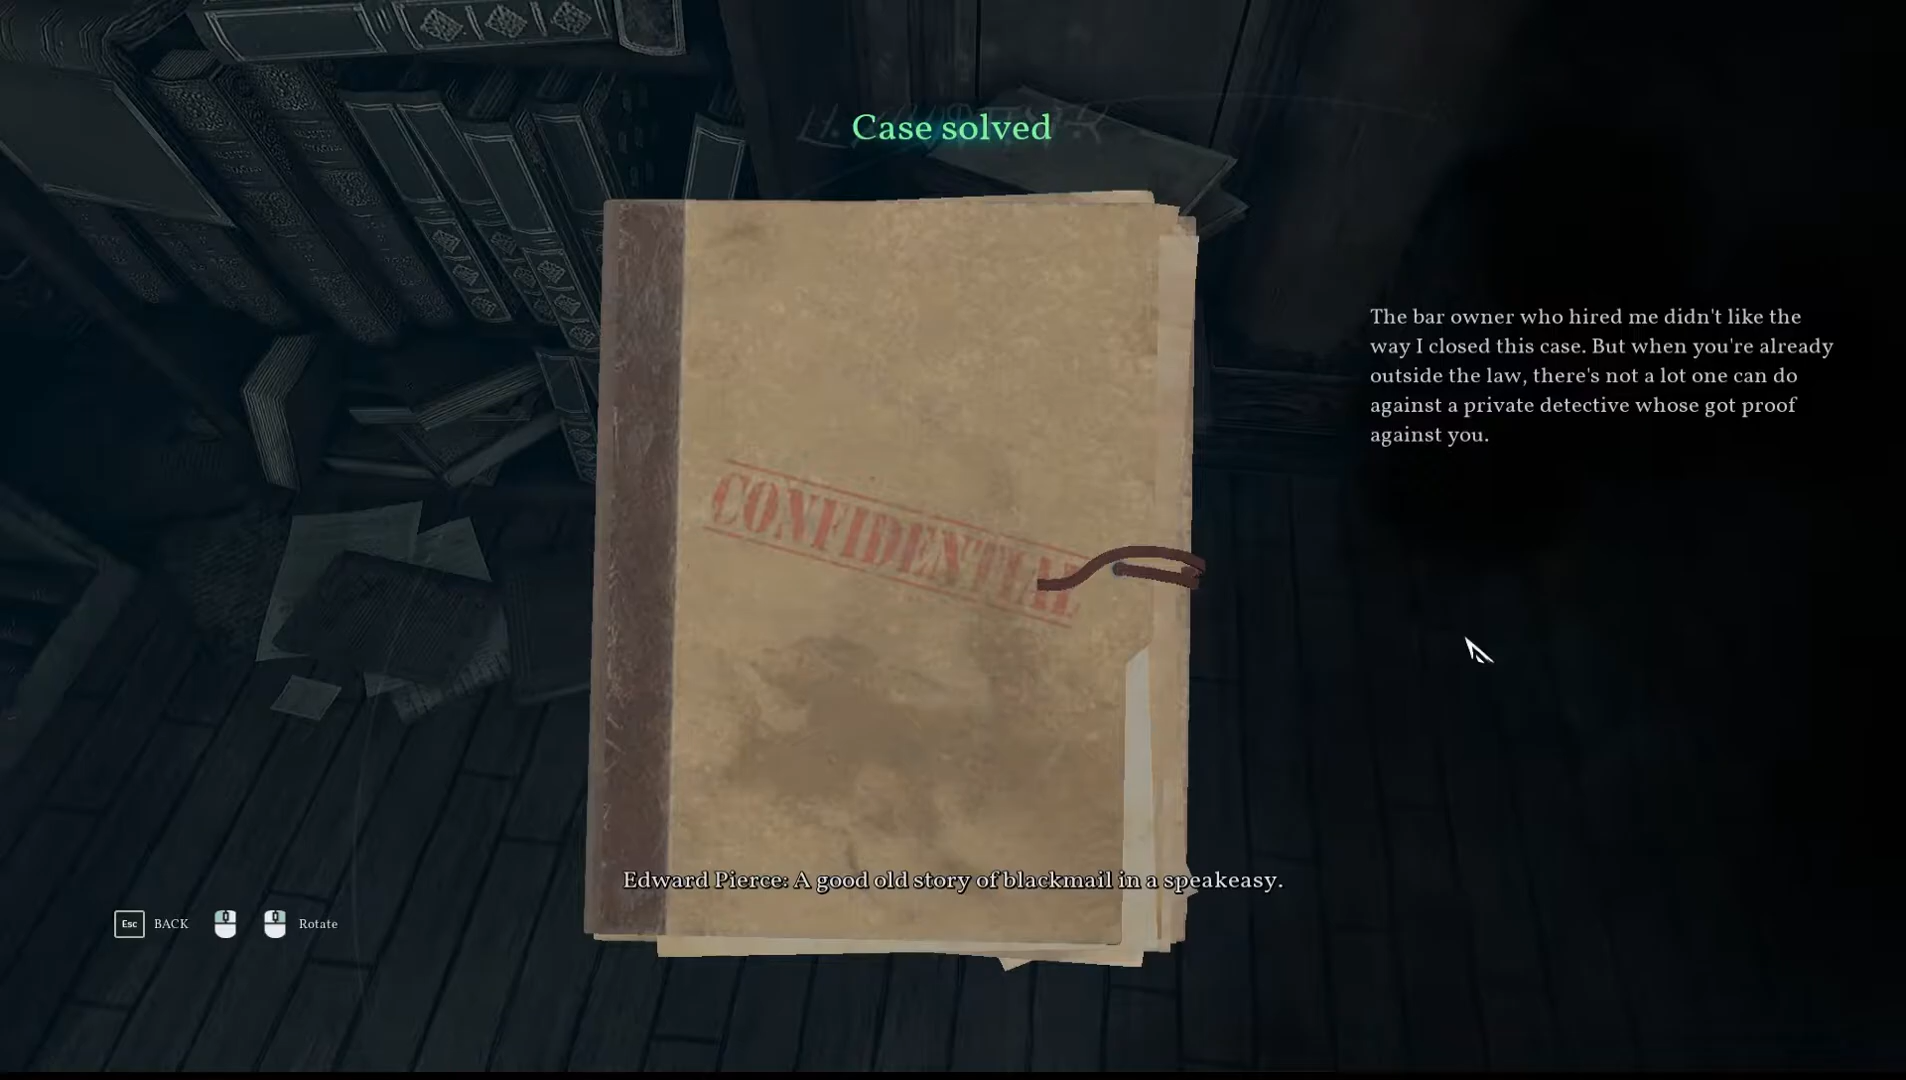 Case solved
The bar owner who hired me didn't like the
way I closed this case. But when you're already
outside the law, there's not a lot one can do
against a private detective whose got proof
against you.
CONFIDENTIAL
Edward Pierce: A good old story of blackmail in a speakeasy.
Esc BACK Rotate